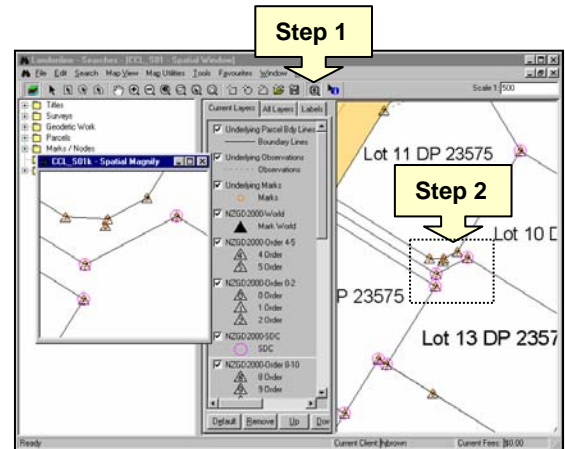 Step 1
Landonline - Searches - [CCL_S01 - Spatial Window]
File Edit Search Map View Map Utilities Tools Favourites Window
Scale 1: 500
Titles
Surveys
Geodetic Work
Parcels
Marks / Nodes
CCL_S01k - Spatial Magnify
Current Layers All Layers Labels
Underlying Parcel Bdy Lines
Boundary Lines
Underlying Observations
Observations
Underlying Marks
Marks
NZGD2000-World
Mark World
NZGD2000-Order 4-5
4 Order
5 Order
NZGD2000-Order 0-2
0 Order
1 Order
2 Order
NZGD2000-SDC
SDC
NZGD2000-Order 8-10
8 Order
9 Order
Default Remove Up Dow
Lot 11 DP 23575
Step 2
Lot 10 D
P 23575
Lot 13 DP 2357
Ready
Current Client: hjbrown
Current Fees: $0.00